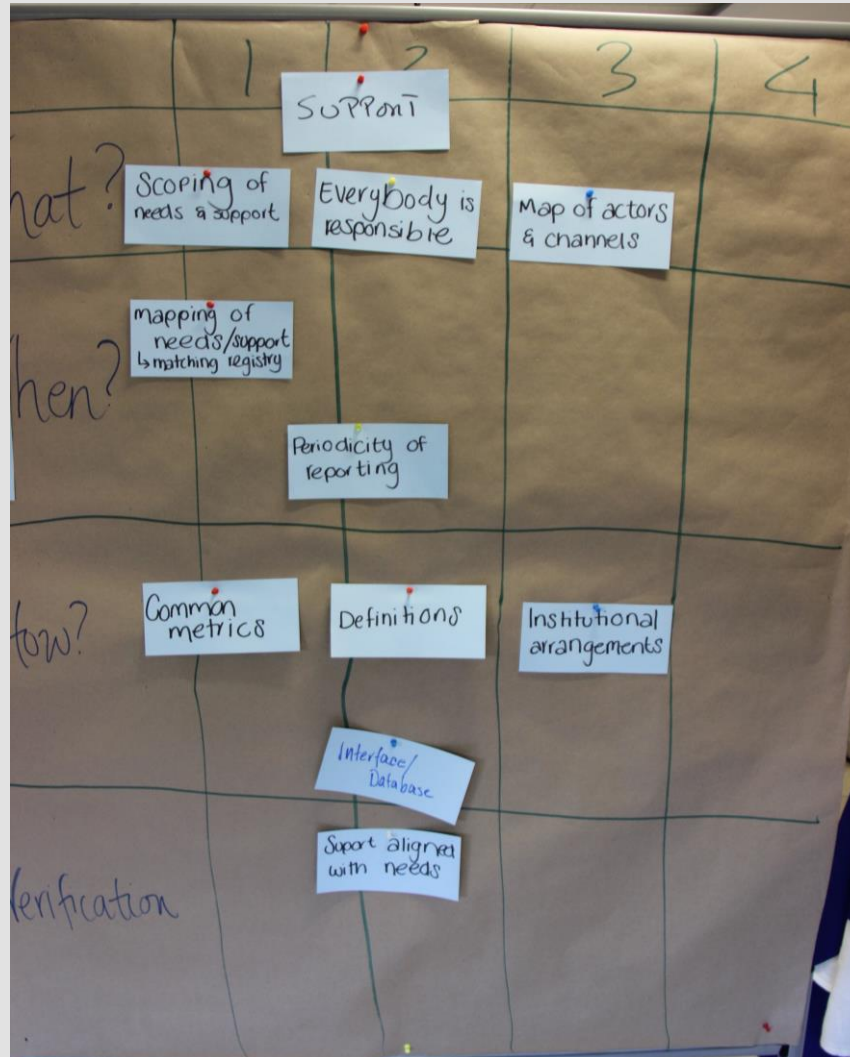 1 2 3 4
SUPPORT
hat?
Scoping of
needs & support
Everybody is
responsible
Map of actors
& channels
hen?
Mapping of
needs/support
↳ matching registry
Periodicity of
reporting
How?
Common
metrics
Definitions
Institutional
arrangements
Interface/
Database
Verification
Suport aligned
with needs